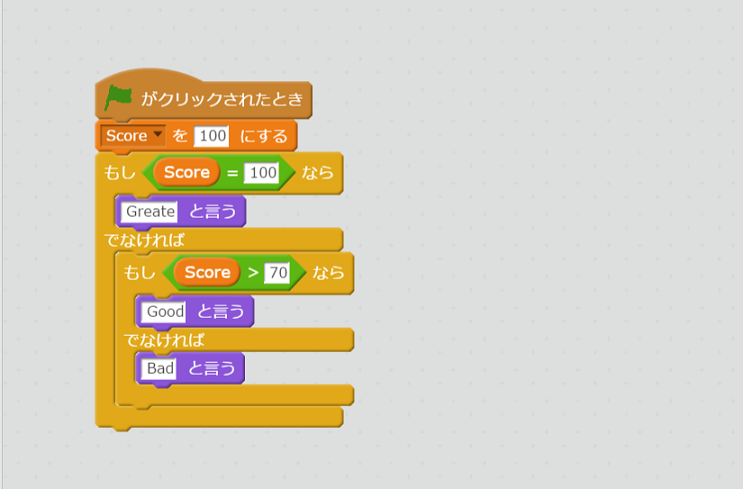 がクリックされたとき
Score を 100 にする
もし Score = 100 なら
Greate と言う
でなければ
もし Score > 70 なら
Good と言う
でなければ
Bad と言う